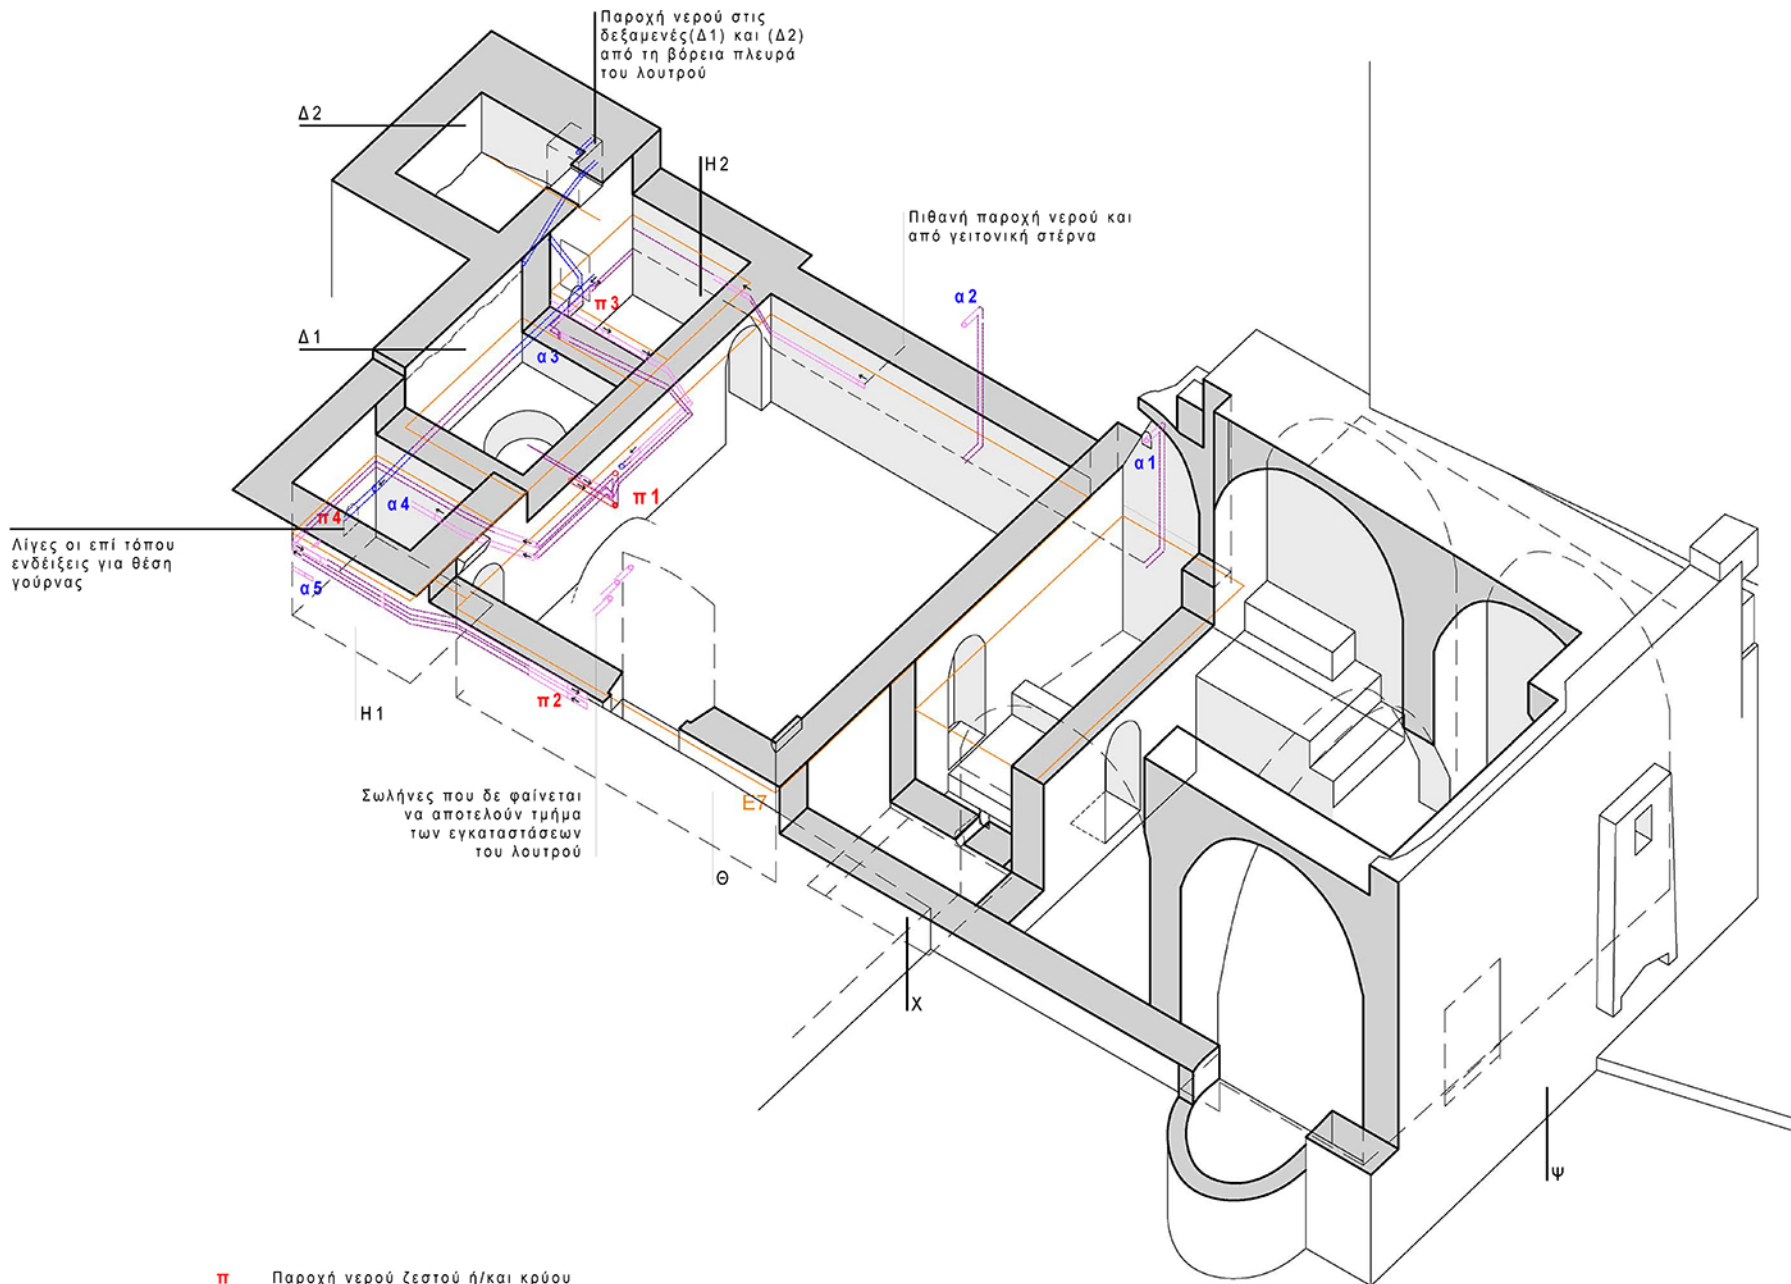 Παροχή νερού στις
δεξαμενές(Δ1) και (Δ2)
από τη βόρεια πλευρά
του λουτρού
Δ2
Η2
Πιθανή παροχή νερού και
από γειτονική στέρνα
α2
π3
Δ1
α3
α1
π1
α4
π4
Λίγες οι επί τόπου
ενδείξεις για θέση
γούρνας
α5
π2
Η1
Σωλήνες που δε φαίνεται
να αποτελούν τμήμα
των εγκαταστάσεων
του λουτρού
Ε7
Θ
Χ
Ψ
π Παροχή νερού ζεστού ή/και κρύου